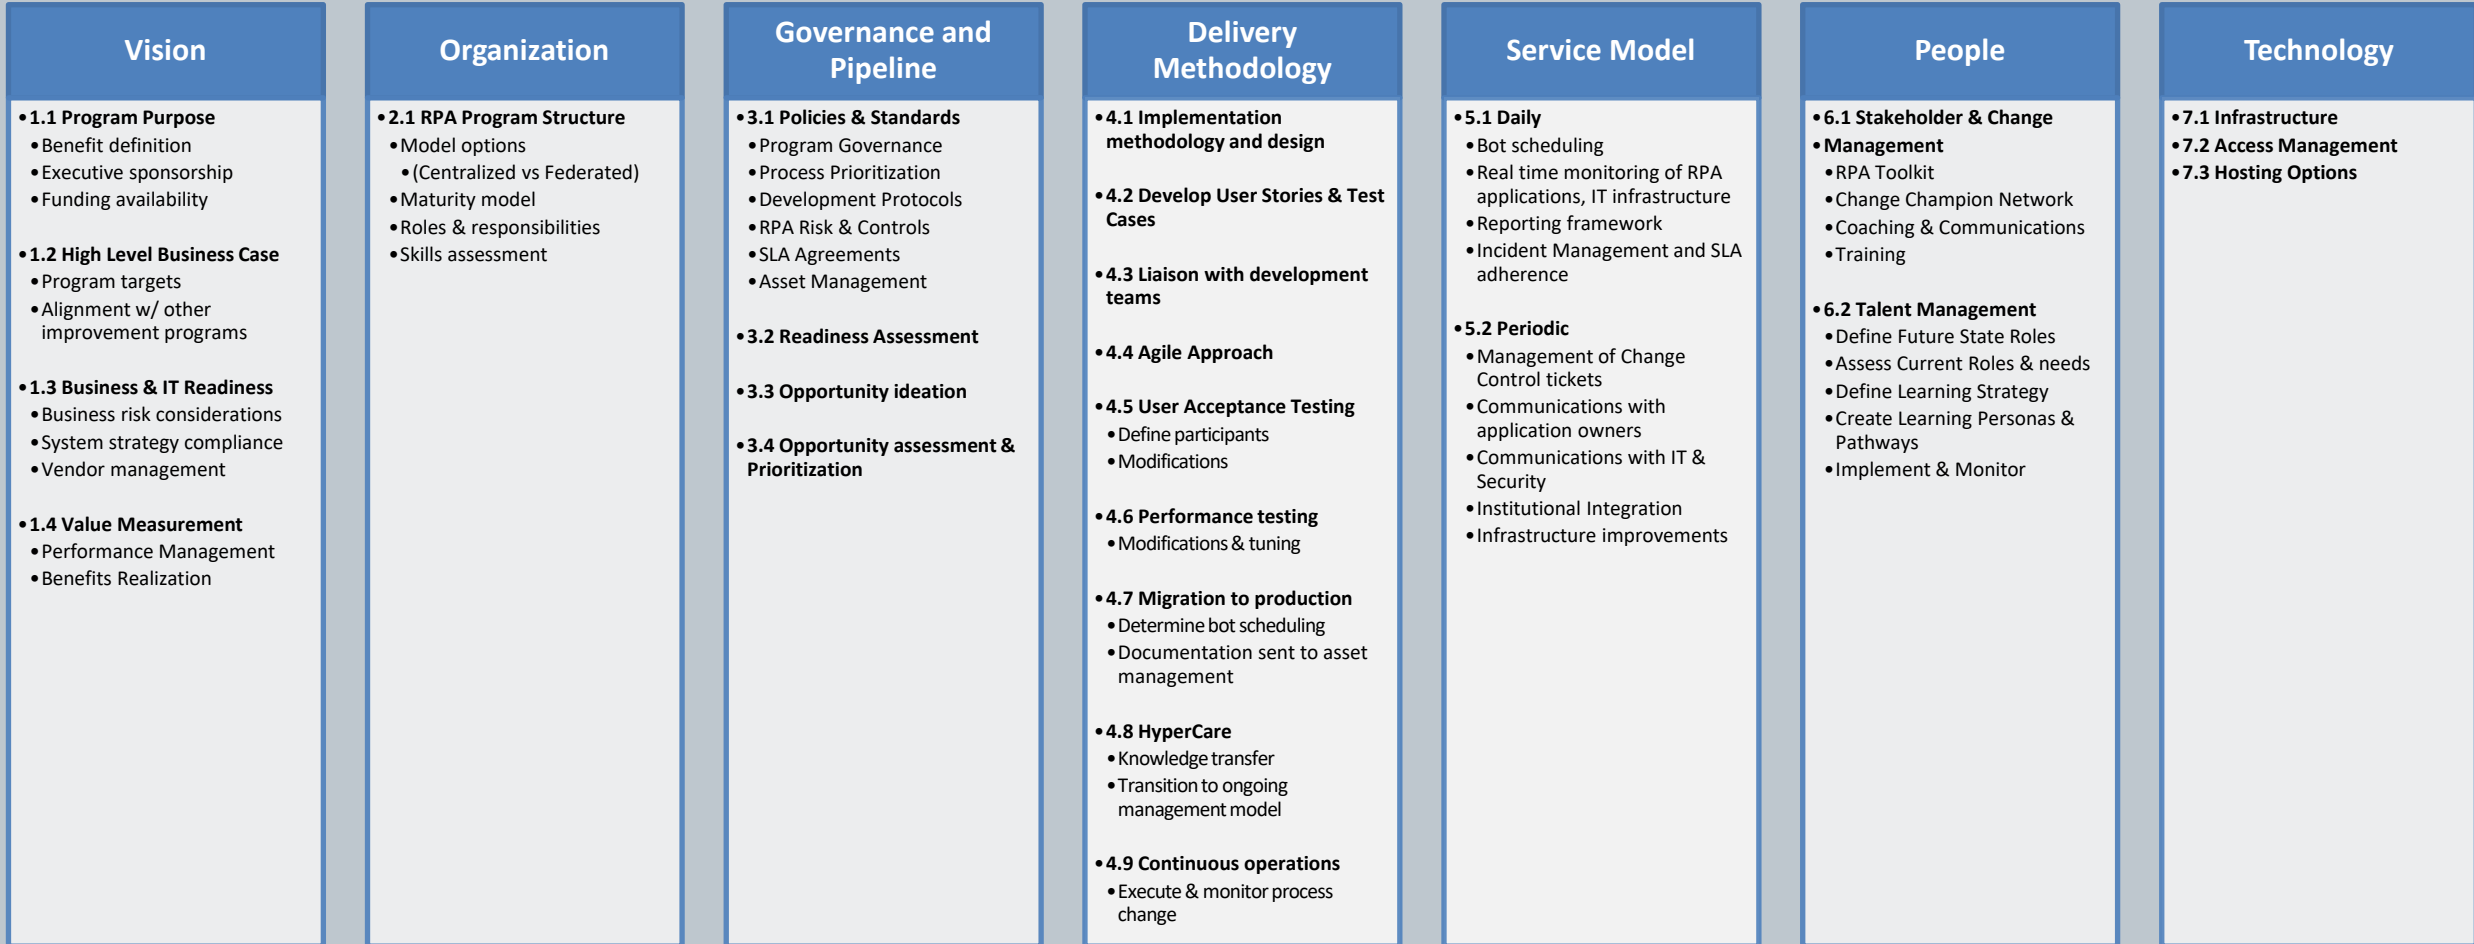 Vision
•1.1 Program Purpose
•Benefit definition
•Executive sponsorship
•Funding availability
•1.2 High Level Business Case
•Program targets
•Alignment w/ other
improvement programs
•1.3 Business & IT Readiness
•Business risk considerations
•System strategy compliance
•Vendor management
•1.4 Value Measurement
•Performance Management
•Benefits Realization
Organization
•2.1 RPA Program Structure
•Model options
•(Centralized vs Federated)
•Maturity model
•Roles & responsibilities
•Skills assessment
Governance and
Pipeline
•3.1 Policies & Standards
•Program Governance
•Process Prioritization
•Development Protocols
•RPA Risk & Controls
•SLA Agreements
•Asset Management
•3.2 Readiness Assessment
•3.3 Opportunity ideation
•3.4 Opportunity assessment &
Prioritization
Delivery
Methodology
•4.1 Implementation
methodology and design
•4.2 Develop User Stories & Test
Cases
•4.3 Liaison with development
teams
•4.4 Agile Approach
•4.5 User Acceptance Testing
•Define participants
•Modifications
•4.6 Performance testing
•Modifications & tuning
•4.7 Migration to production
•Determine bot scheduling
•Documentation sent to asset
management
•4.8 HyperCare
•Knowledge transfer
•Transition to ongoing
management model
•4.9 Continuous operations
•Execute & monitor process
change
Service Model
•5.1 Daily
•Bot scheduling
•Real time monitoring of RPA
applications, IT infrastructure
•Reporting framework
•Incident Management and SLA
adherence
•5.2 Periodic
•Management of Change
Control tickets
•Communications with
application owners
•Communications with IT &
Security
•Institutional Integration
•Infrastructure improvements
People
•6.1 Stakeholder & Change
•Management
•RPA Toolkit
•Change Champion Network
•Coaching & Communications
•Training
•6.2 Talent Management
•Define Future State Roles
•Assess Current Roles & needs
•Define Learning Strategy
•Create Learning Personas &
Pathways
•Implement & Monitor
Technology
•7.1 Infrastructure
•7.2 Access Management
•7.3 Hosting Options